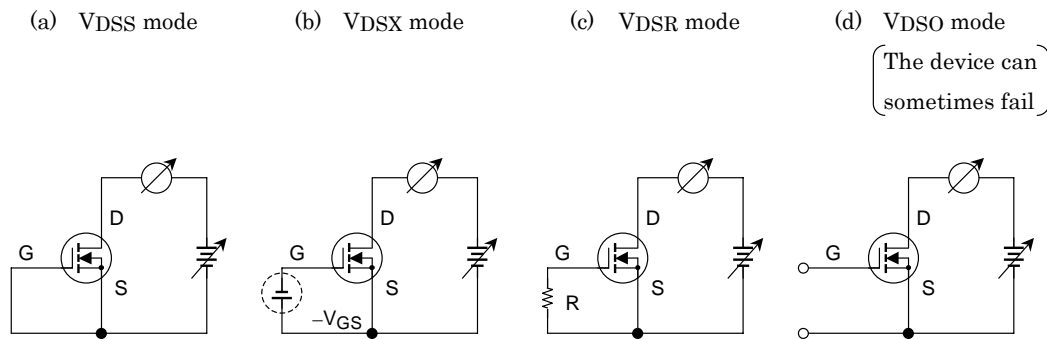 (a) VDSS mode
(b) VDSX mode
(c) VDSR mode
(d) VDSO mode
The device can
sometimes fail
D
G
S
D
G
S
–VGS
D
G
S
R
D
G
S